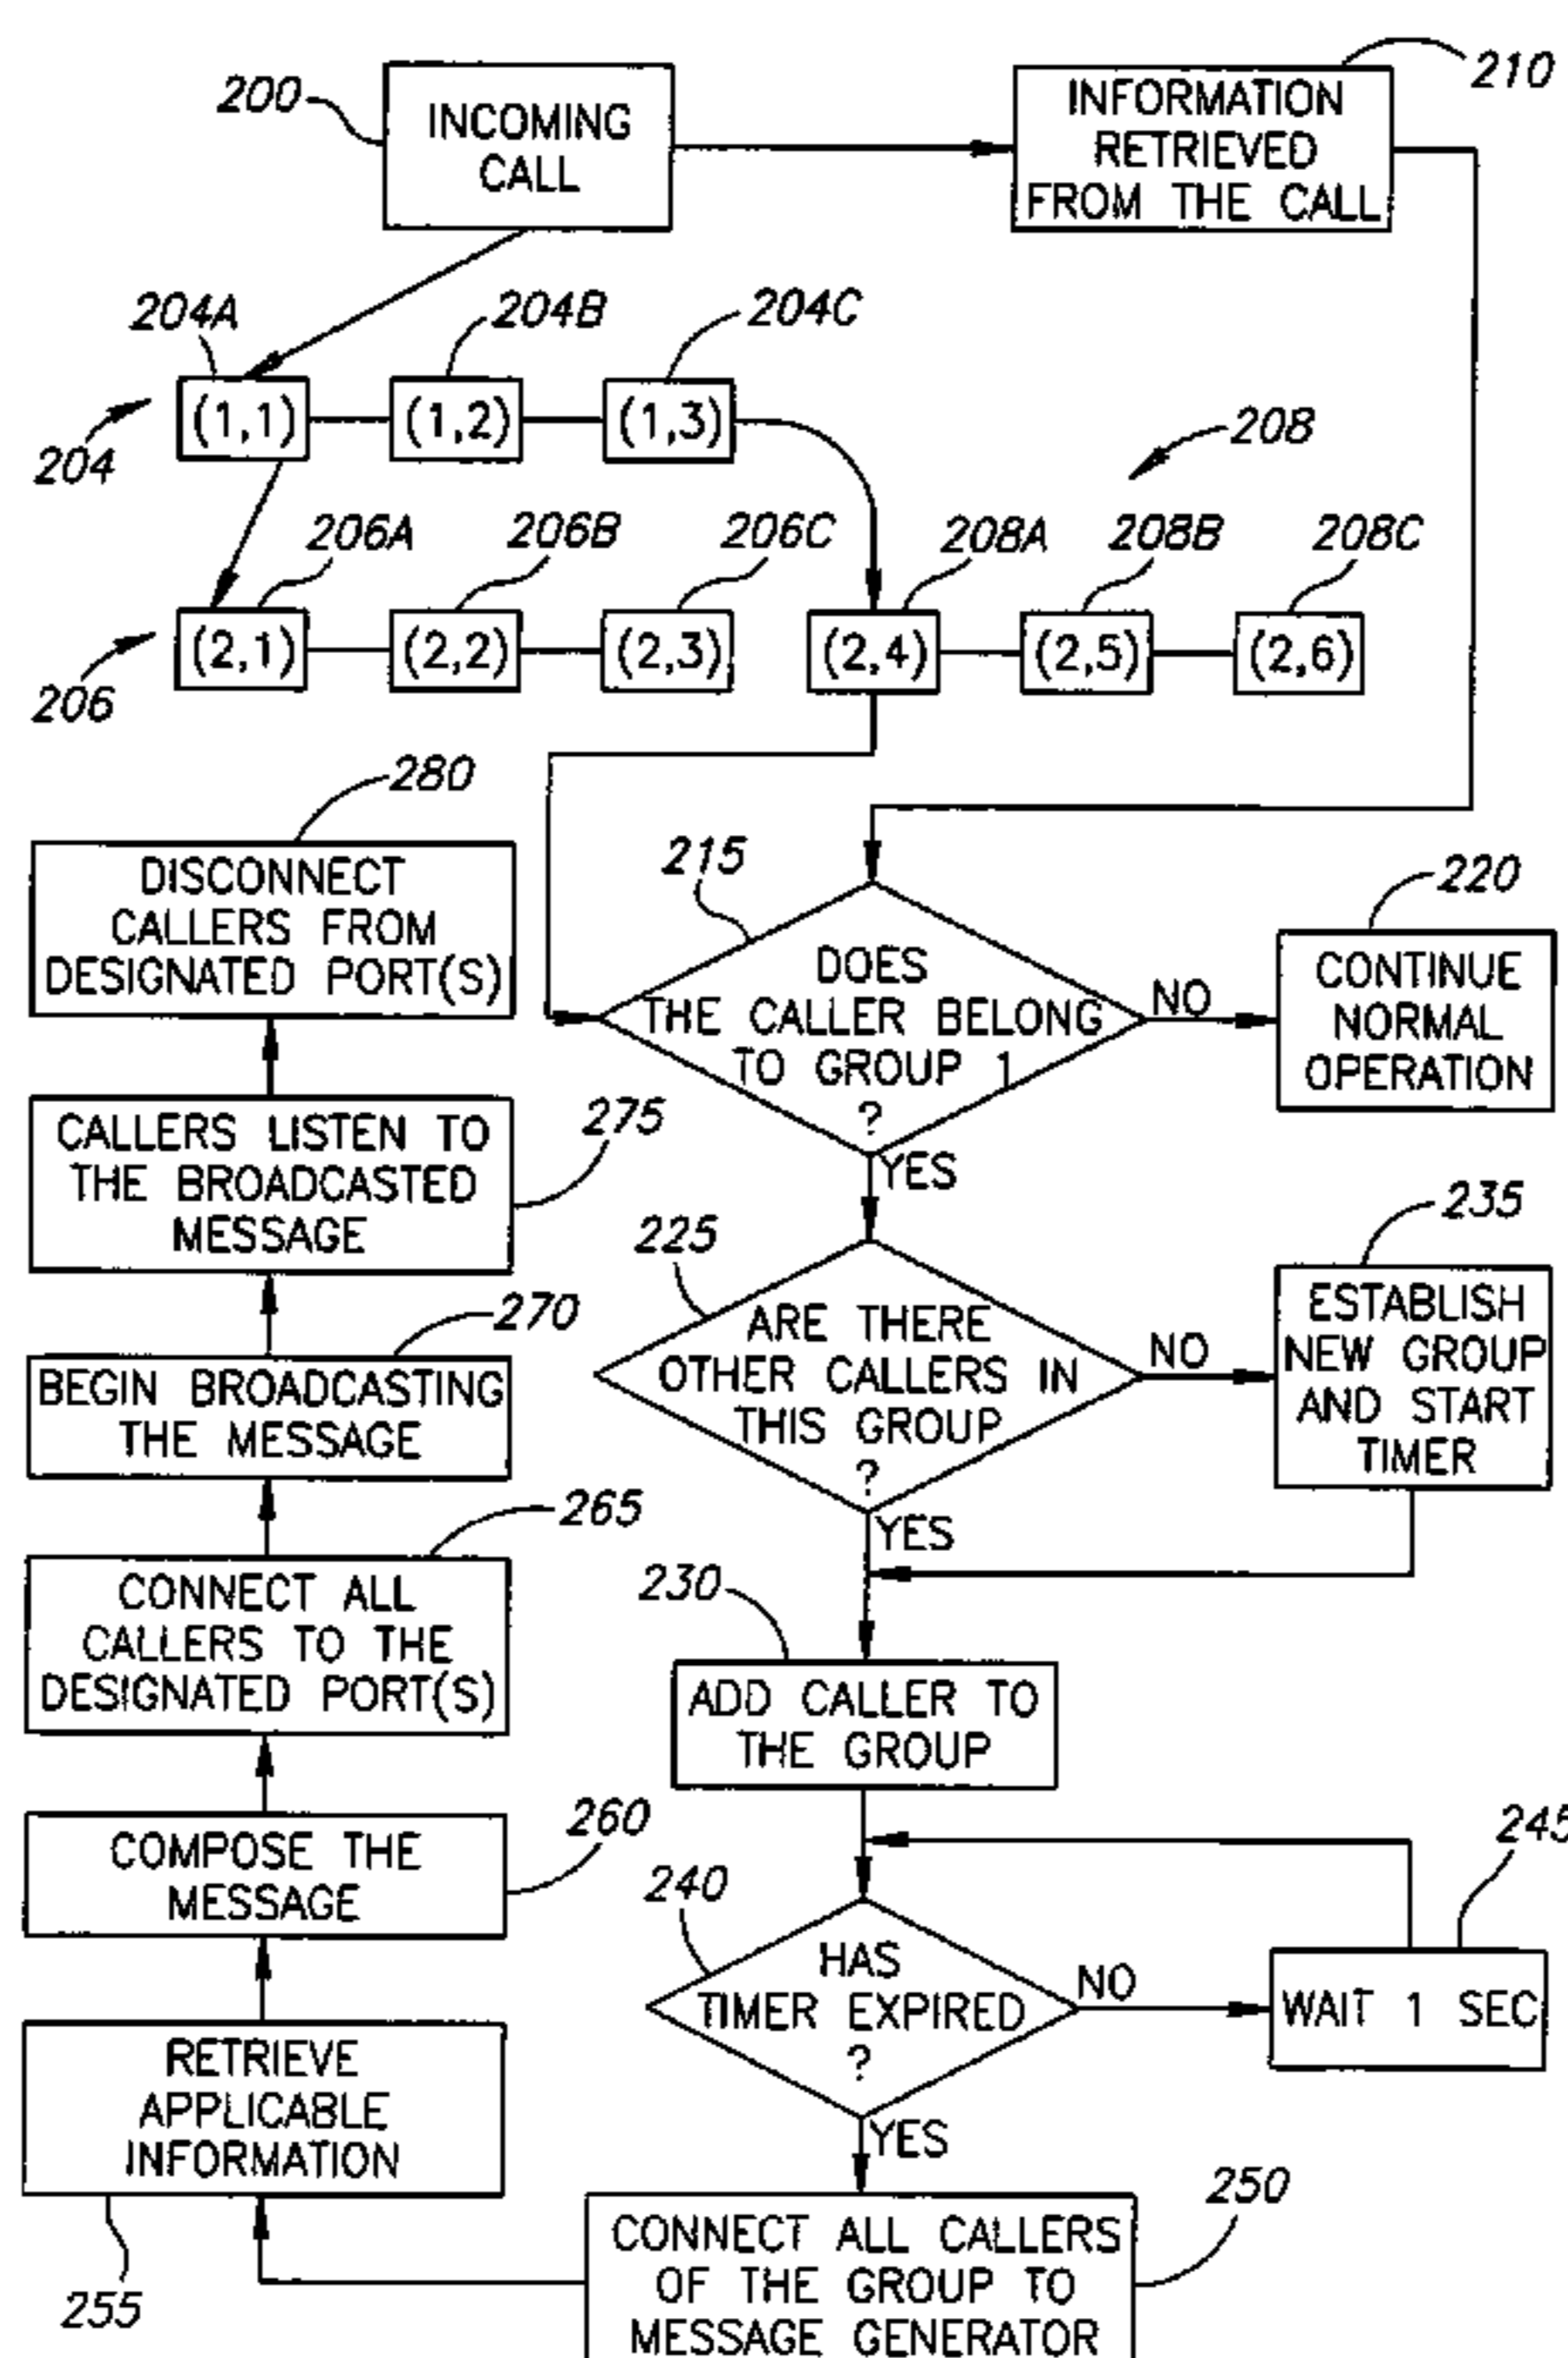 200
INCOMING
CALL
210
INFORMATION
RETRIEVED
FROM THE CALL
204A
204B
204C
204
(1,1)
(1,2)
(1,3)
208
206A
206B
206C
208A
208B
208C
206
(2,1)
(2,2)
(2,3)
(2,4)
(2,5)
(2,6)
280
DISCONNECT
CALLERS FROM
DESIGNATED PORT(S)
215
DOES
THE CALLER BELONG
TO GROUP 1
?
NO
YES
220
CONTINUE
NORMAL
OPERATION
275
CALLERS LISTEN TO
THE BROADCASTED
MESSAGE
225
ARE THERE
OTHER CALLERS IN
THIS GROUP
?
NO
YES
235
ESTABLISH
NEW GROUP
AND START
TIMER
270
BEGIN BROADCASTING
THE MESSAGE
265
CONNECT ALL
CALLERS TO THE
DESIGNATED PORT(S)
230
ADD CALLER TO
THE GROUP
260
COMPOSE THE
MESSAGE
240
HAS
TIMER EXPIRED
?
NO
YES
245
WAIT 1 SEC
RETRIEVE
APPLICABLE
INFORMATION
255
250
CONNECT ALL CALLERS
OF THE GROUP TO
MESSAGE GENERATOR